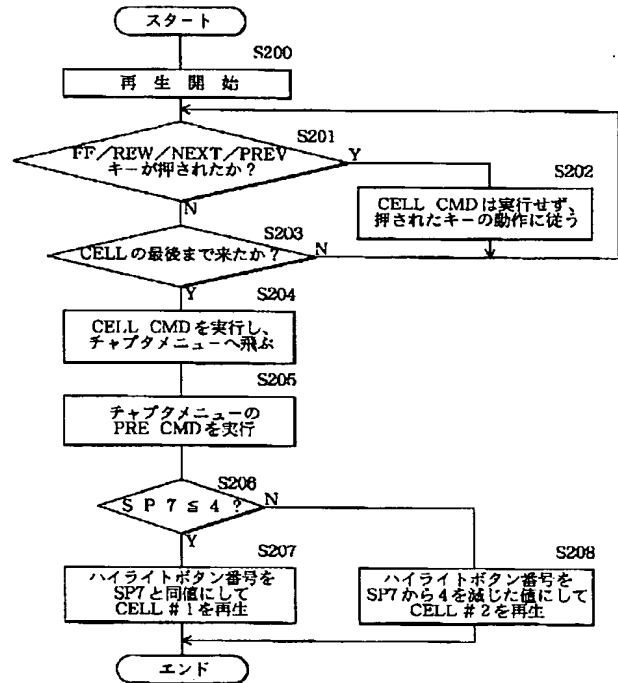 スタート
S200
再生開始
S201
FF／REW／NEXT／PREV
キーが押されたか？
Y
N
S202
CELL CMDは実行せず、
押されたキーの動作に従う
S203
CELLの最後まで来たか？
N
Y
S204
CELL CMDを実行し、
チャプタメニューへ飛ぶ
S205
チャプタメニューの
PRE CMDを実行
S206
SP7≦4？
N
Y
S207
ハイライトボタン番号を
SP7と同値にして
CELL＃1を再生
S208
ハイライトボタン番号を
SP7から4を減じた値にして
CELL＃2を再生
エンド